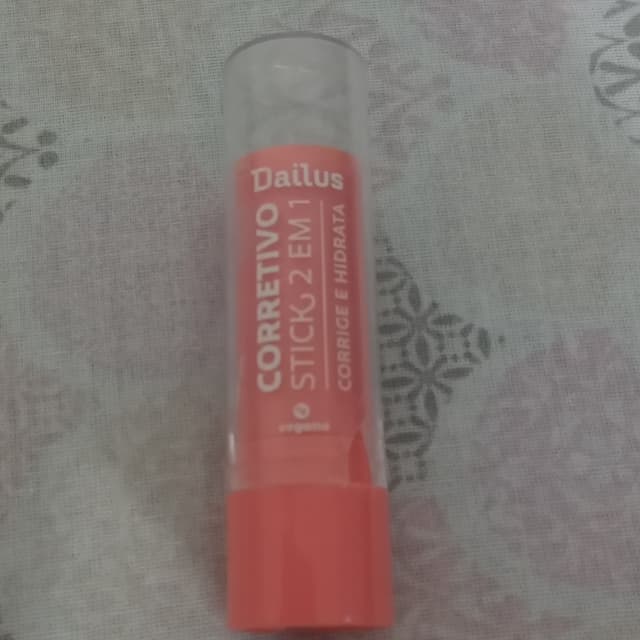 Dailus
CORRETIVO
STICK 2 EM 1
CORRIGE E HIDRATA
vegano